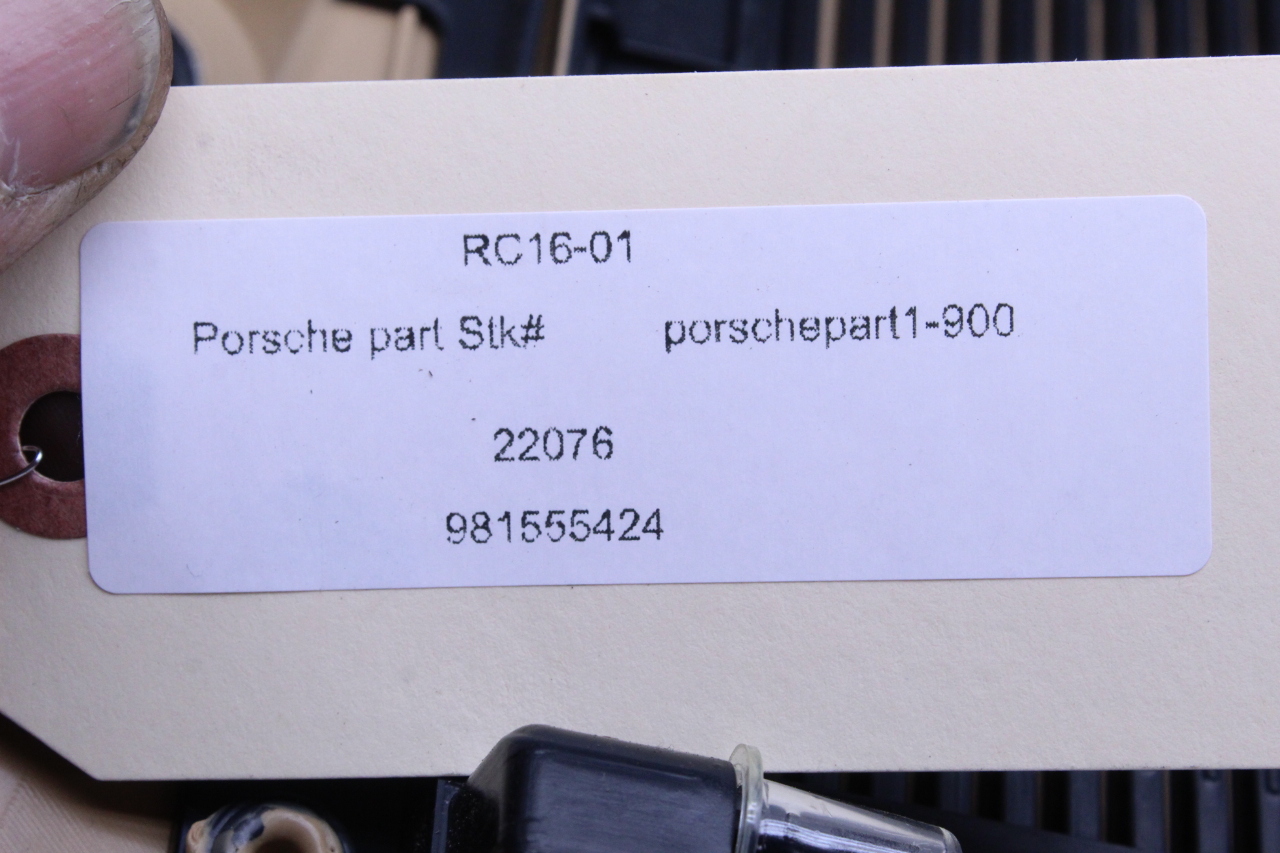 RC16-01
Porsche part Stk# porschepart1-900
22076
981555424